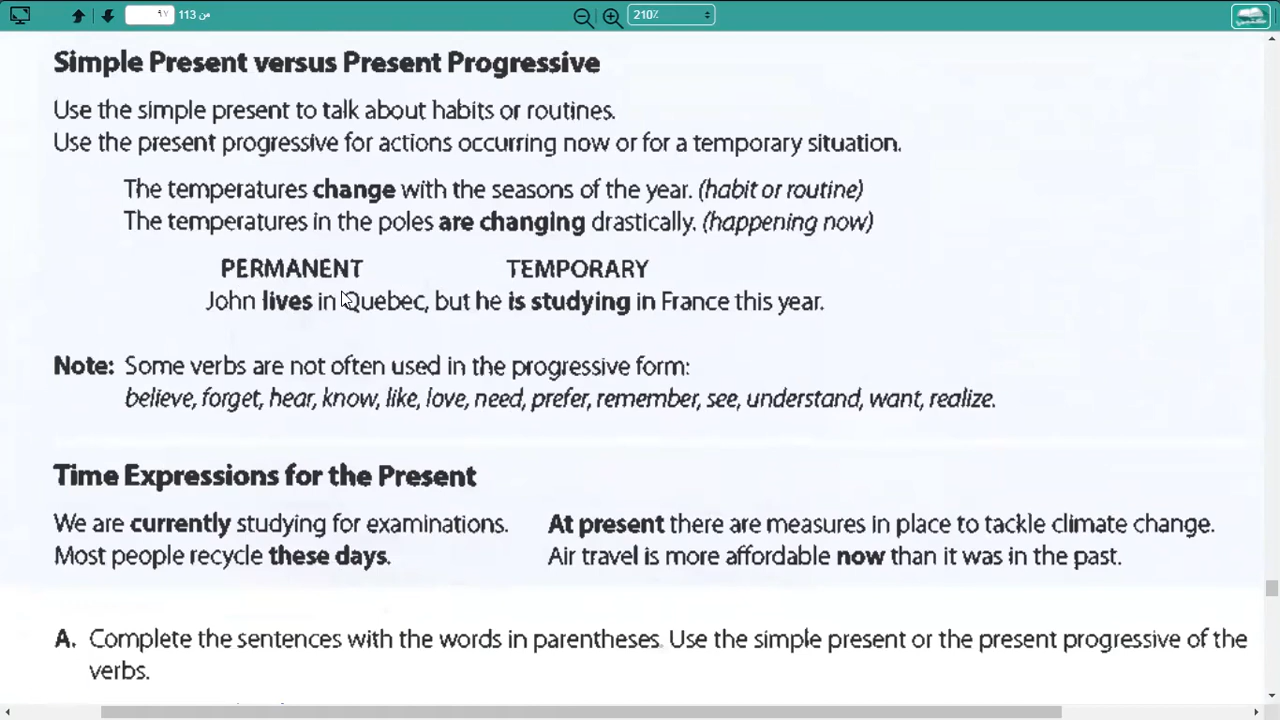 ٩٧ من 113 210٪
Simple Present versus Present Progressive
Use the simple present to talk about habits or routines.
Use the present progressive for actions occurring now or for a temporary situation.
The temperatures change with the seasons of the year. (habit or routine)
The temperatures in the poles are changing drastically. (happening now)
PERMANENT TEMPORARY
John lives in Quebec, but he is studying in France this year.
Note: Some verbs are not often used in the progressive form:
believe, forget, hear, know, like, love, need, prefer, remember, see, understand, want, realize.
Time Expressions for the Present
We are currently studying for examinations. At present there are measures in place to tackle climate change.
Most people recycle these days. Air travel is more affordable now than it was in the past.
A. Complete the sentences with the words in parentheses. Use the simple present or the present progressive of the
verbs.